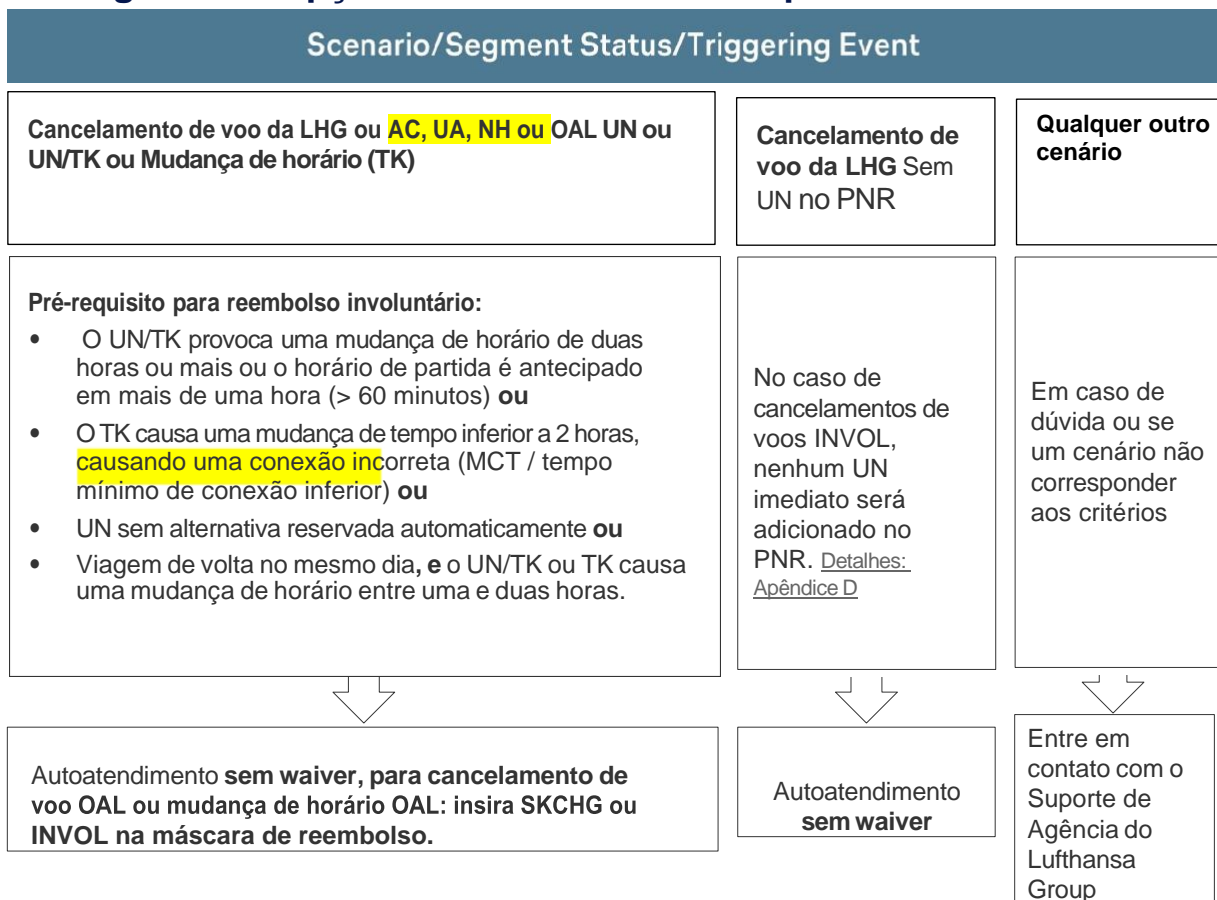 Scenario/Segment Status/Triggering Event
Cancelamento de voo da LHG ou AC, UA, NH ou OAL UN ou
UN/TK ou Mudança de horário (TK)
Cancelamento de
voo da LHG Sem
UN no PNR
Qualquer outro
cenário
Pré-requisito para reembolso involuntário:
• O UN/TK provoca uma mudança de horário de duas
horas ou mais ou o horário de partida é antecipado
em mais de uma hora (> 60 minutos) ou
• O TK causa uma mudança de tempo inferior a 2 horas,
causando uma conexão incorreta (MCT / tempo
mínimo de conexão inferior) ou
• UN sem alternativa reservada automaticamente ou
• Viagem de volta no mesmo dia, e o UN/TK ou TK causa
uma mudança de horário entre uma e duas horas.
No caso de
cancelamentos de
voos INVOL,
nenhum UN
imediato será
adicionado no
PNR. Detalhes:
Apêndice D
Em caso de
dúvida ou se
um cenário não
corresponder
aos critérios
Autoatendimento sem waiver, para cancelamento de
voo OAL ou mudança de horário OAL: insira SKCHG ou
INVOL na máscara de reembolso.
Autoatendimento
sem waiver
Entre em
contato com o
Suporte de
Agência do
Lufthansa
Group